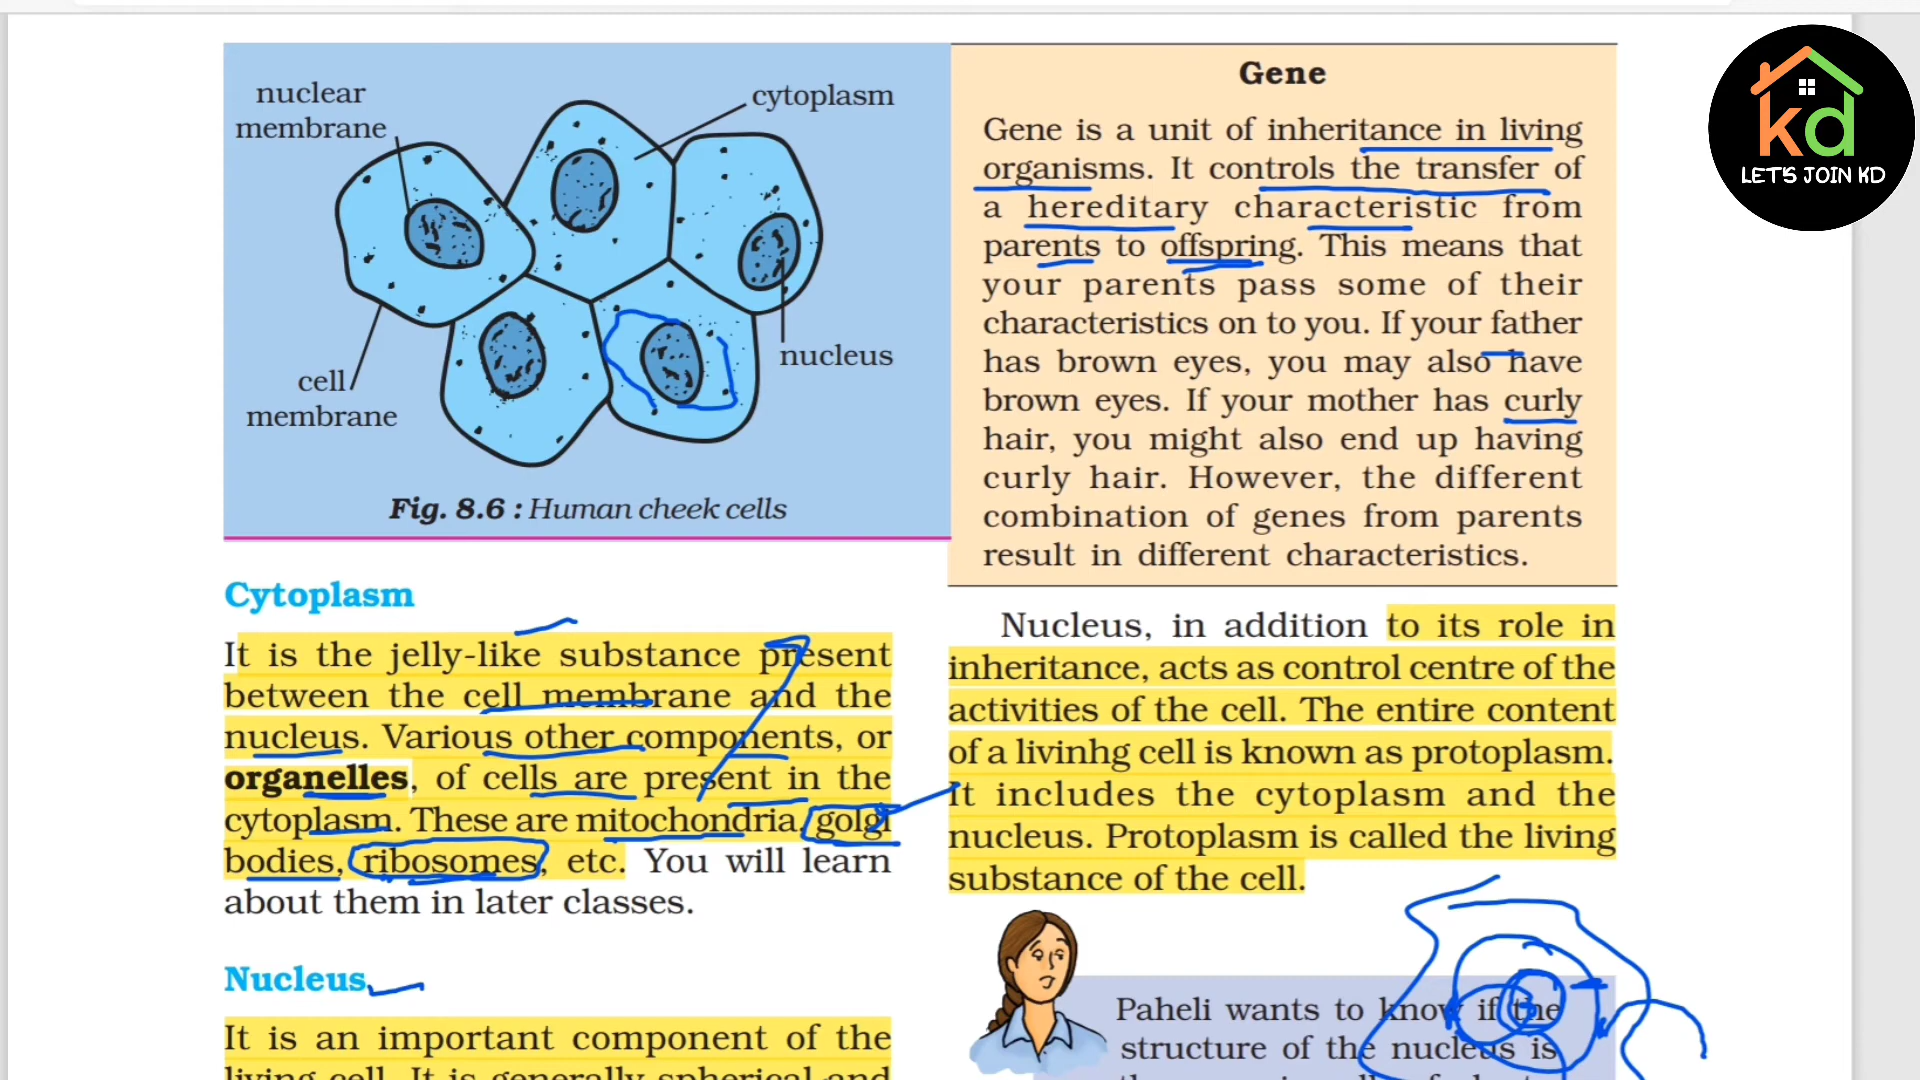 nuclear
membrane
cytoplasm
nucleus
cell
membrane
Fig. 8.6 : Human cheek cells
Cytoplasm
It is the jelly-like substance present
between the cell membrane and the
nucleus. Various other components, or
organelles, of cells are present in the
cytoplasm. These are mitochondria, golgi
bodies, ribosomes, etc. You will learn
about them in later classes.
Nucleus
It is an important component of the
living cell. It is generally spherical and
Gene
Gene is a unit of inheritance in living
organisms. It controls the transfer of
a hereditary characteristic from
parents to offspring. This means that
your parents pass some of their
characteristics on to you. If your father
has brown eyes, you may also have
brown eyes. If your mother has curly
hair, you might also end up having
curly hair. However, the different
combination of genes from parents
result in different characteristics.
Nucleus, in addition to its role in
inheritance, acts as control centre of the
activities of the cell. The entire content
of a livinhg cell is known as protoplasm.
It includes the cytoplasm and the
nucleus. Protoplasm is called the living
substance of the cell.
Paheli wants to know if the
structure of the nucleus is
kd
LET'S JOIN KD